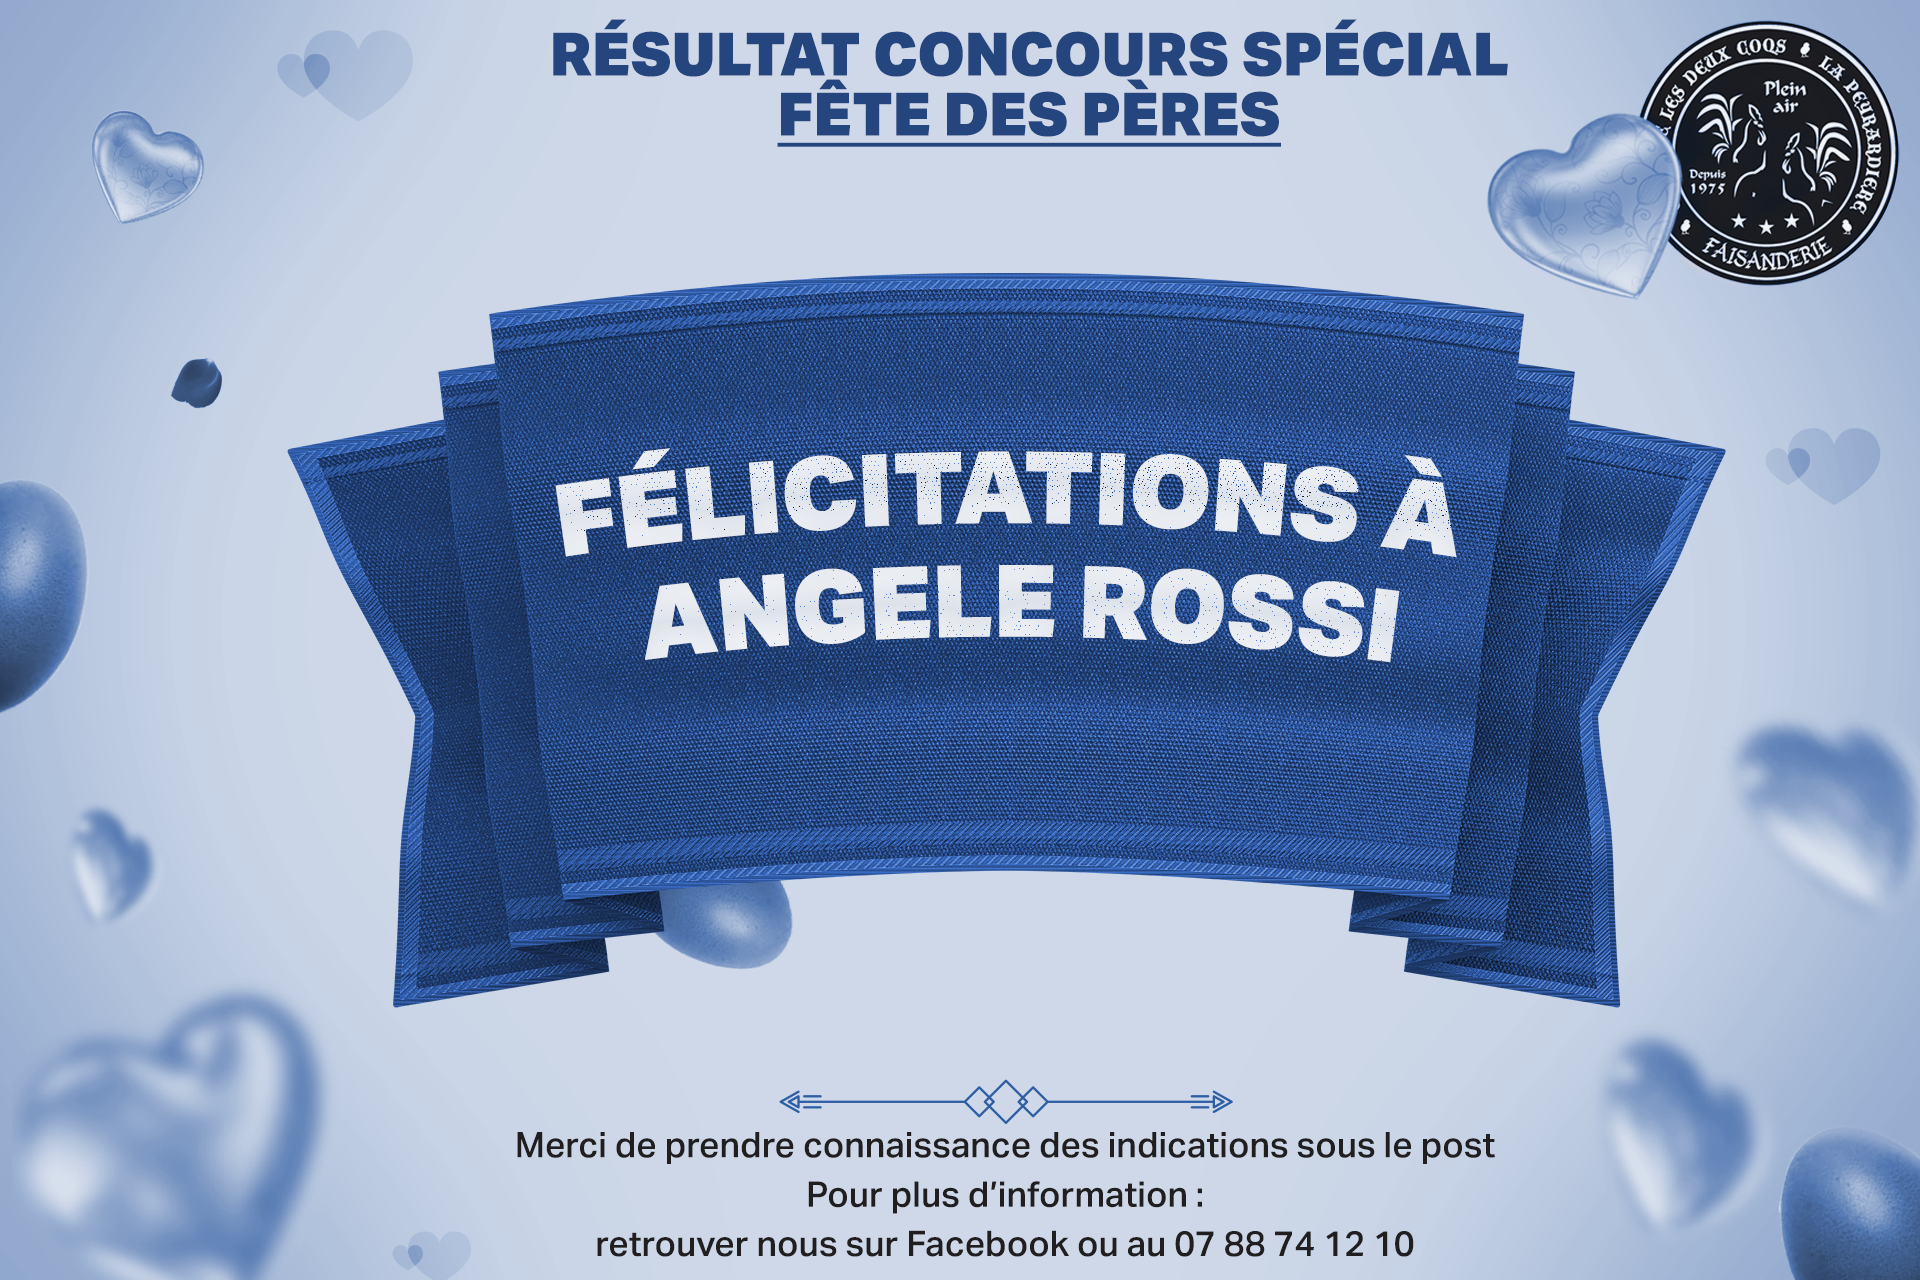 RÉSULTAT CONCOURS SPÉCIAL
FÊTE DES PÈRES
LES DEUX COQS
LA PEYRARDIERE
Plein
air
Depuis
1975
FAISANDERIE
FÉLICITATIONS À
ANGELE ROSSI
Merci de prendre connaissance des indications sous le post
Pour plus d’information :
retrouver nous sur Facebook ou au 07 88 74 12 10